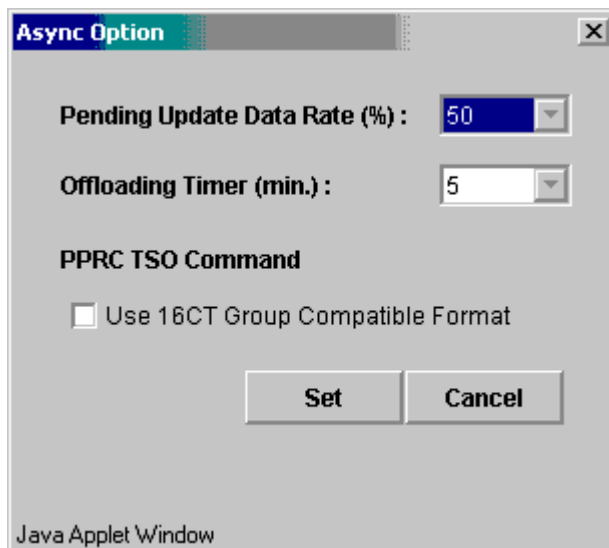 Async Option
Pending Update Data Rate (%) : 50
Offloading Timer (min.) : 5
PPRC TSO Command
Use 16CT Group Compatible Format
Set Cancel
Java Applet Window